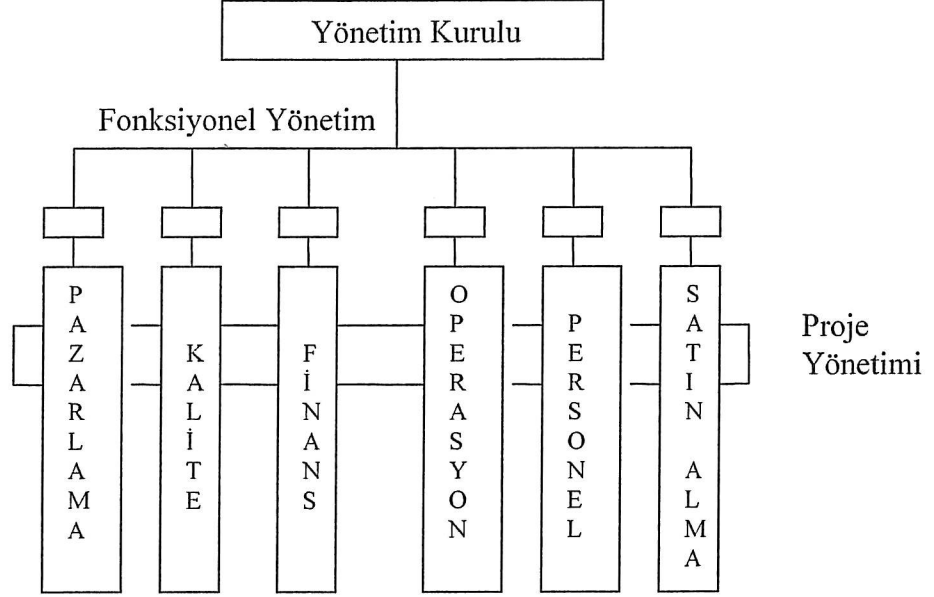 Yönetim Kurulu
Fonksiyonel Yönetim
PAZARLAMA
KALİTE
FİNANS
OPERASYON
PERSONEL
SATIN ALMA
Proje
Yönetimi